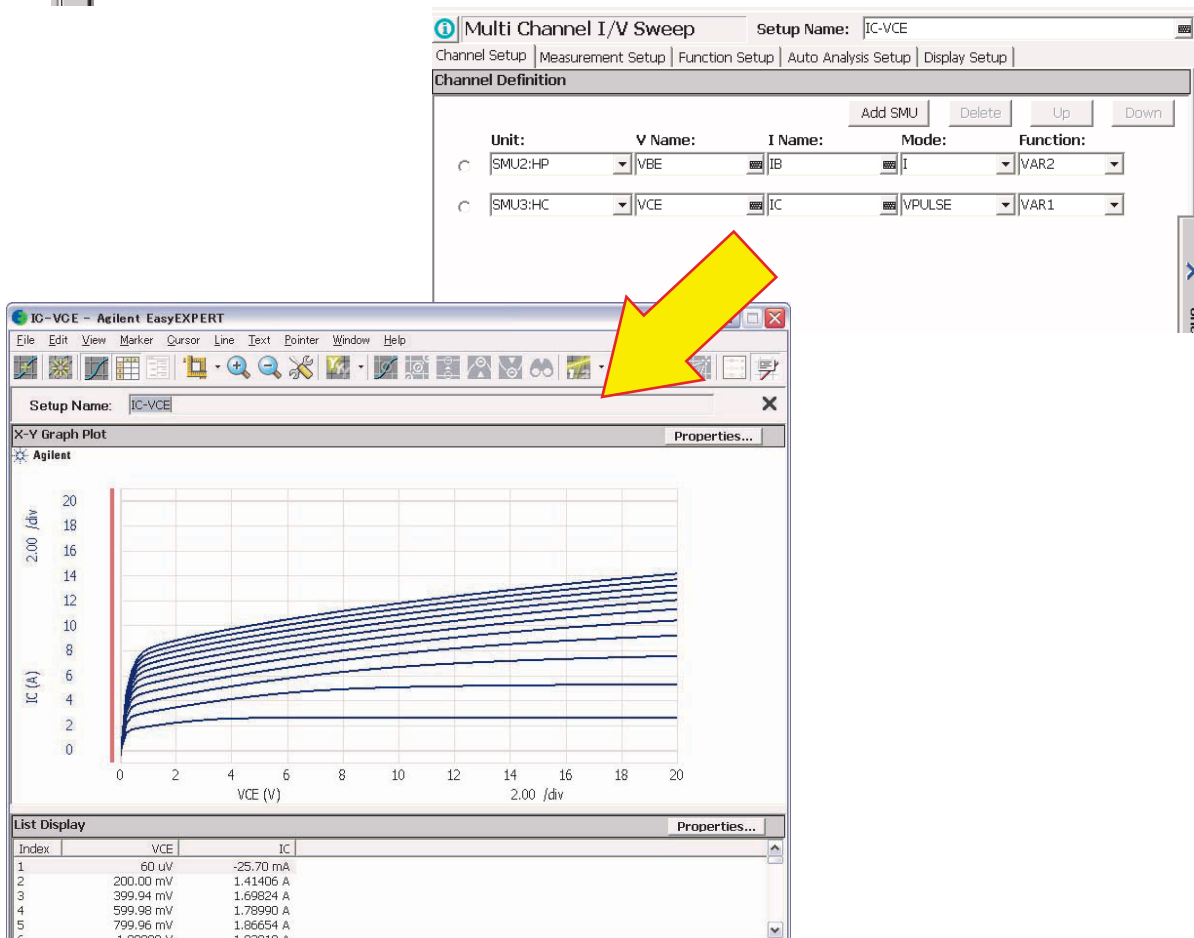 Multi Channel I/V Sweep Setup Name: IC-VCE
Channel Setup Measurement Setup Function Setup Auto Analysis Setup Display Setup
Channel Definition
Add SMU Delete Up Down
Unit: V Name: I Name: Mode: Function:
SMU2:HP VBE IB I VAR2
SMU3:HC VCE IC VPULSE VAR1
IC-VCE - Agilent EasyEXPERT
File Edit View Marker Cursor Line Text Pointer Window Help
Setup Name: IC-VCE
X-Y Graph Plot Properties...
Agilent
2.00 /div
IC (A)
20
18
16
14
12
10
8
6
4
2
0
0 2 4 6 8 10 12 14 16 18 20
VCE (V) 2.00 /div
List Display Properties...
Index VCE IC
1 60 uV -25.70 mA
2 200.00 mV 1.41406 A
3 399.94 mV 1.69824 A
4 599.98 mV 1.78990 A
5 799.96 mV 1.86654 A